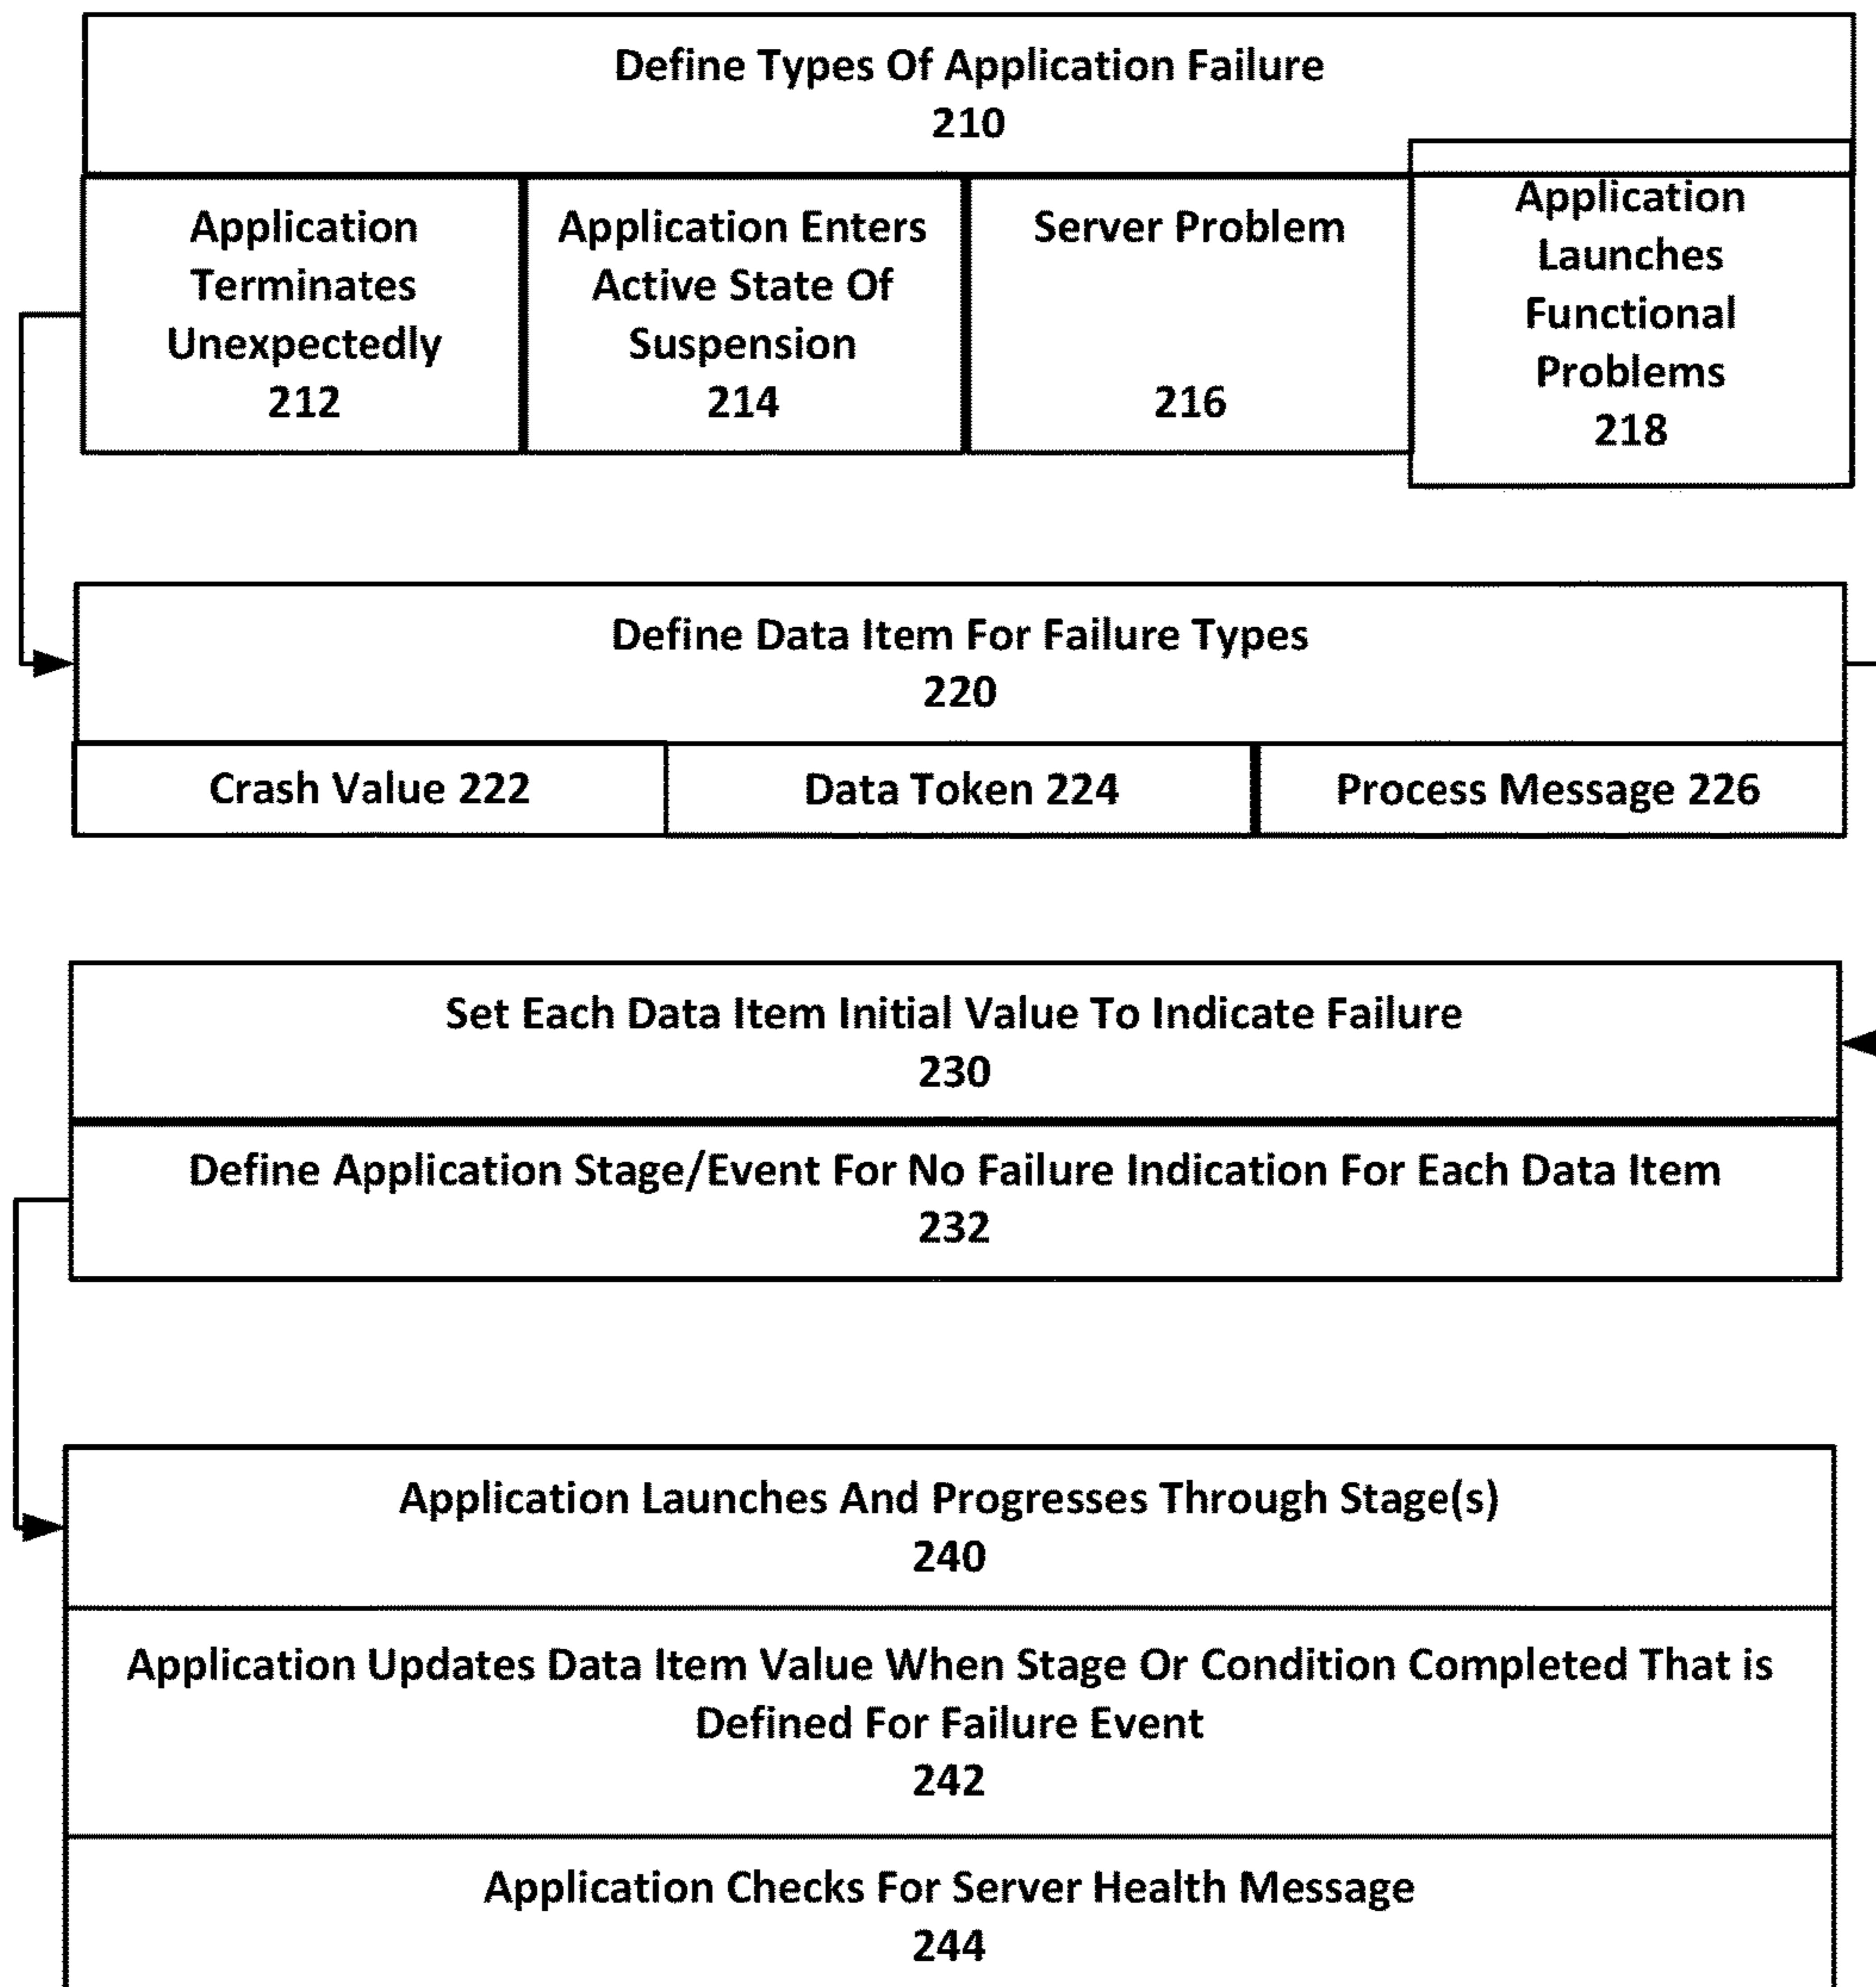 Define Types Of Application Failure
210
Application
Terminates
Unexpectedly
212
Application Enters
Active State Of
Suspension
214
Server Problem
216
Application
Launches
Functional
Problems
218
Define Data Item For Failure Types
220
Crash Value 222
Data Token 224
Process Message 226
Set Each Data Item Initial Value To Indicate Failure
230
Define Application Stage/Event For No Failure Indication For Each Data Item
232
Application Launches And Progresses Through Stage(s)
240
Application Updates Data Item Value When Stage Or Condition Completed That is
Defined For Failure Event
242
Application Checks For Server Health Message
244